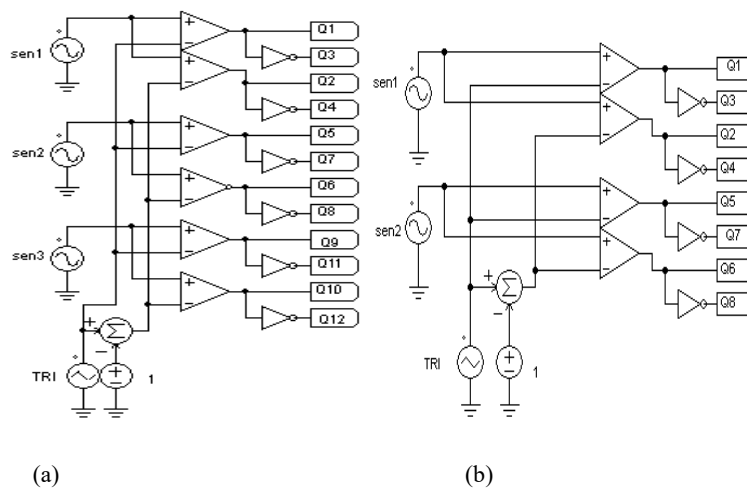 sen1
Q1
Q3
Q2
Q4
sen2
Q5
Q7
Q6
Q8
sen3
Q9
Q11
Q10
Q12
+
−
Σ
TRI
1
(a)
sen1
Q1
Q3
Q2
Q4
sen2
Q5
Q7
Q6
Q8
+
−
Σ
TRI
1
(b)